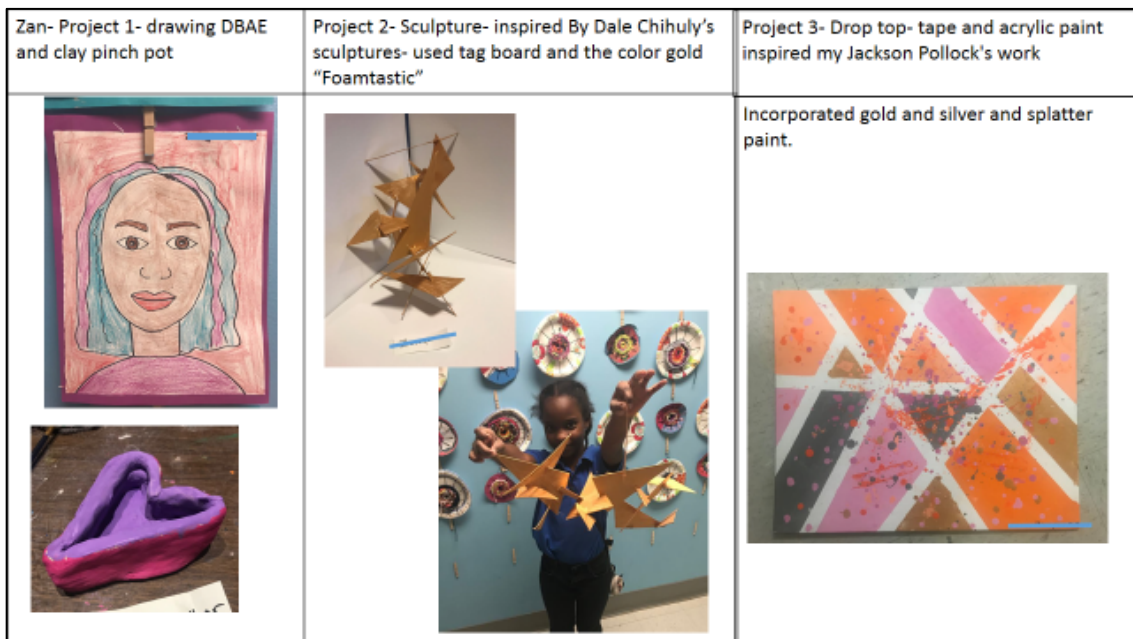 Zan- Project 1- drawing DBAE
and clay pinch pot
Project 2- Sculpture- inspired By Dale Chihuly’s
sculptures- used tag board and the color gold
“Foamtastic”
Project 3- Drop top- tape and acrylic paint
inspired my Jackson Pollock's work
Incorporated gold and silver and splatter
paint.